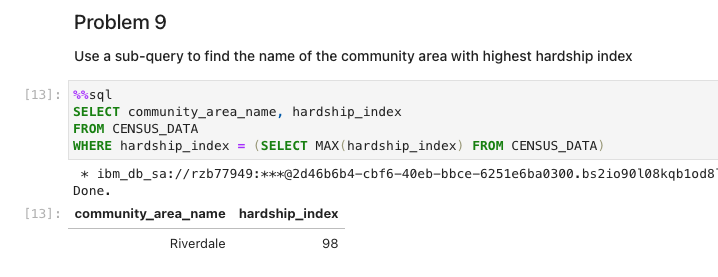 Problem 9
Use a sub-query to find the name of the community area with highest hardship index
[13]: %%sql
SELECT community_area_name, hardship_index
FROM CENSUS_DATA
WHERE hardship_index = (SELECT MAX(hardship_index) FROM CENSUS_DATA)
* ibm_db_sa://rzb77949:***@2d46b6b4-cbf6-40eb-bbce-6251e6ba0300.bs2io90l08kqb1od8l
Done.
[13]: community_area_name hardship_index
Riverdale 98